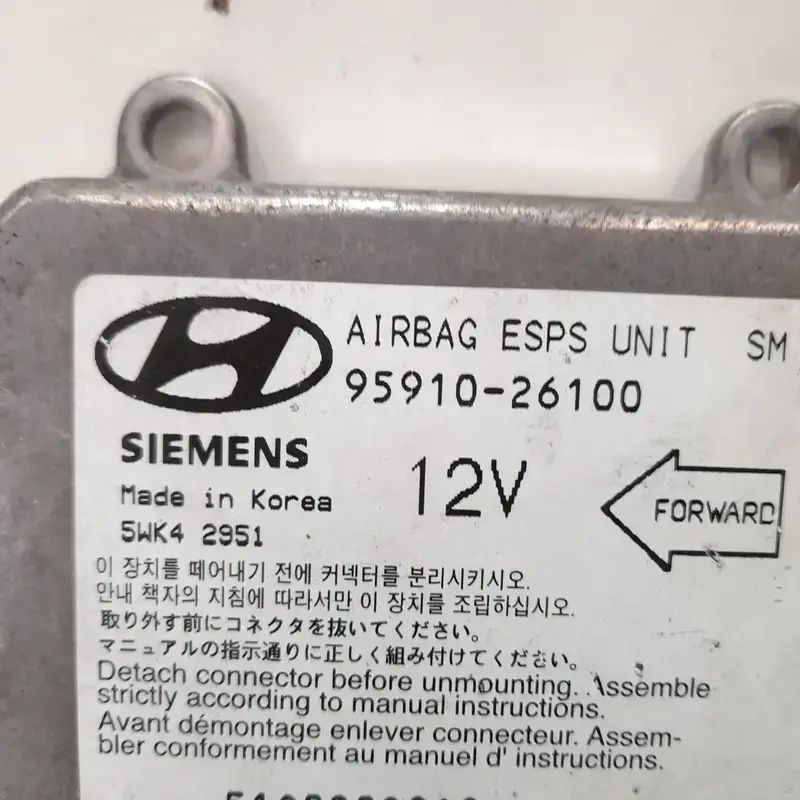 AIRBAG ESPS UNIT SM
95910-26100
SIEMENS
12V
Made in Korea
5WK4 2951
FORWARD
이 장치를 떼어내기 전에 커넥터를 분리시키시오.
안내 책자의 지침에 따라서만 이 장치를 조립하십시오.
取り外す前にコネクタを抜いてください。
マニュアルの指示通りに正しく組み付けてください。
Detach connector before unmounting. Assemble
strictly according to manual instructions.
Avant démontage enlever connecteur. Assem-
bler conformement au manuel d' instructions.